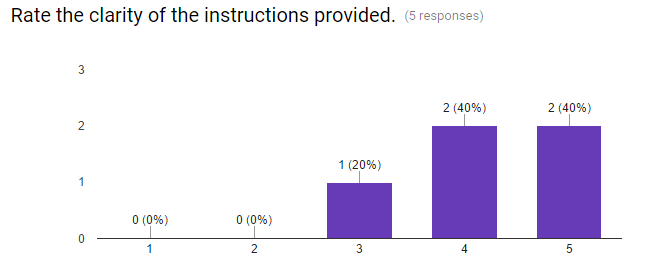 Rate the clarity of the instructions provided. (5 responses)
3
2 (40%) 2 (40%)
2
1 (20%)
1
0 (0%) 0 (0%)
0
1 2 3 4 5